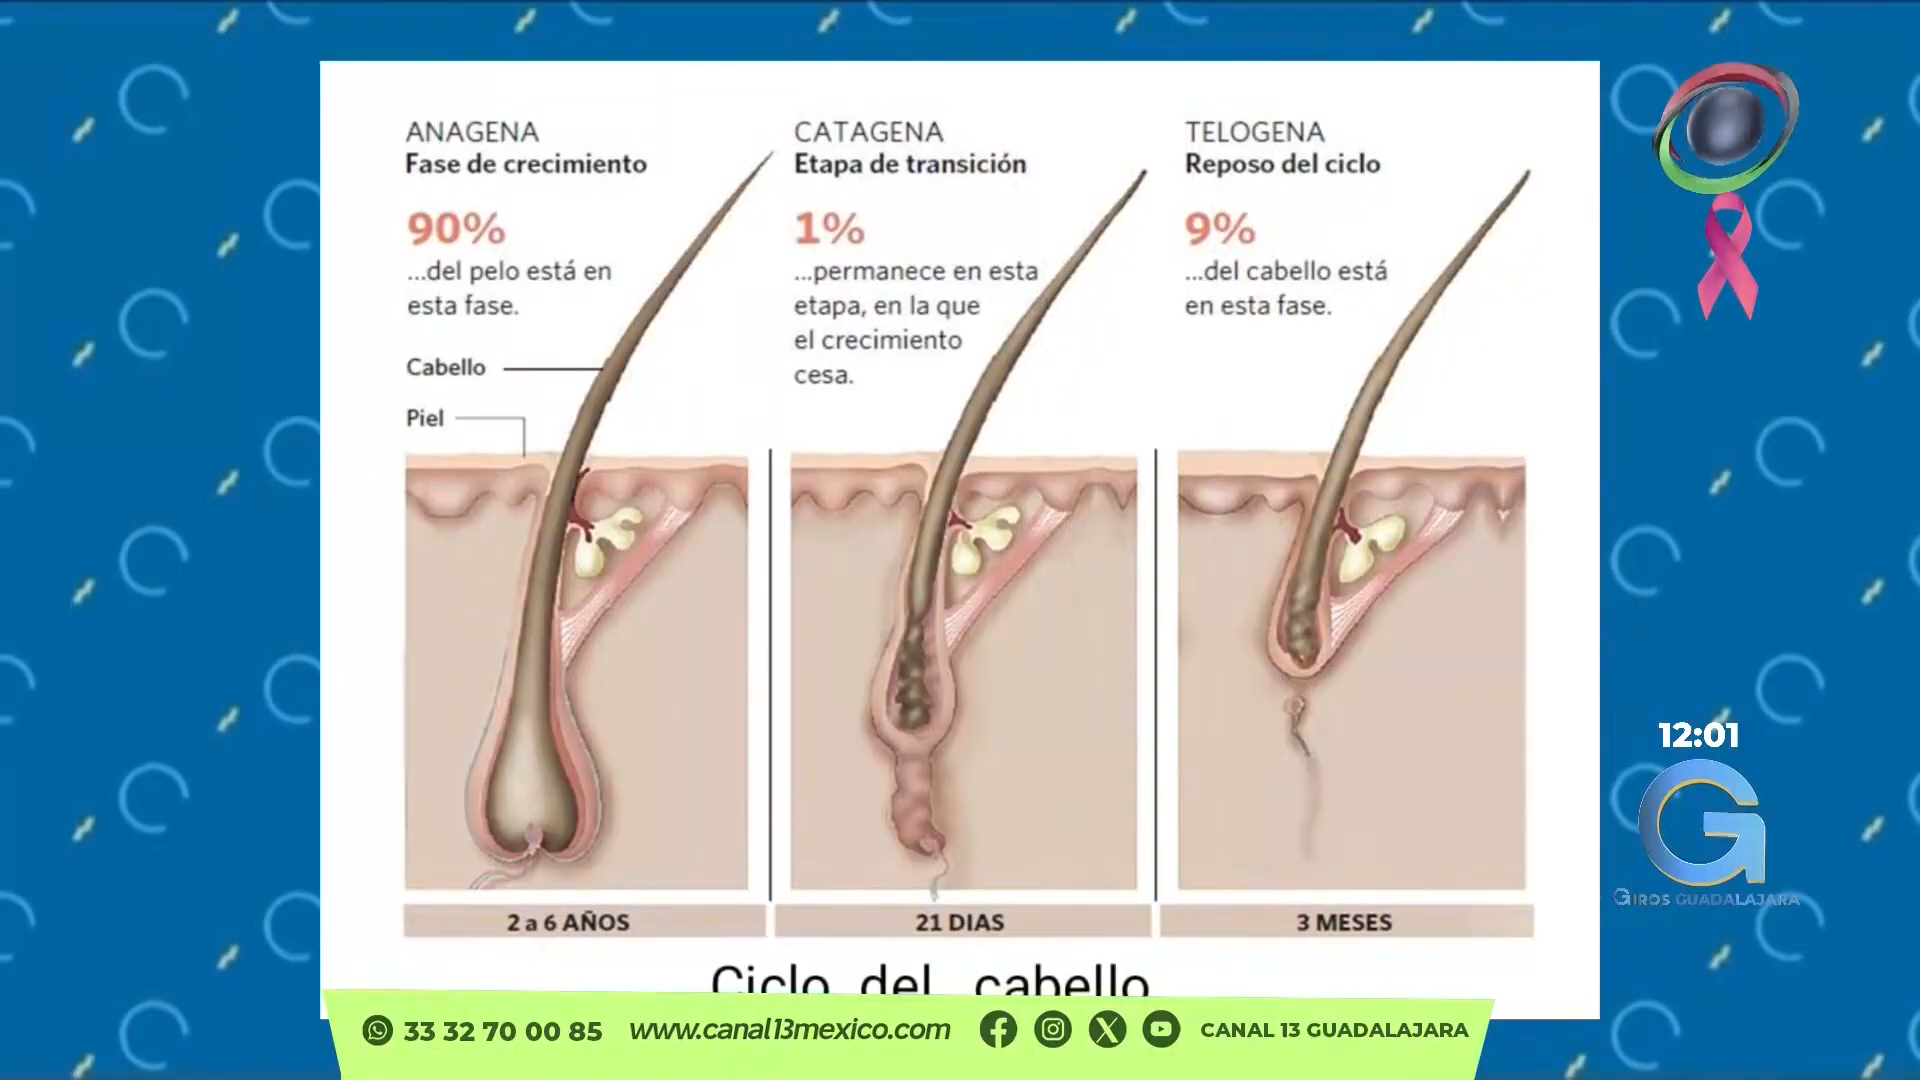 ANAGENA
Fase de crecimiento
90%
...del pelo está en
esta fase.
Cabello
Piel
2 a 6 AÑOS
CATAGENA
Etapa de transición
1%
...permanece en esta
etapa, en la que
el crecimiento
cesa.
21 DIAS
TELOGENA
Reposo del ciclo
9%
...del cabello está
en esta fase.
3 MESES
Ciclo del cabello
12:01
G
GIROS GUADALAJARA
33 32 70 00 85 www.canal13mexico.com CANAL 13 GUADALAJARA